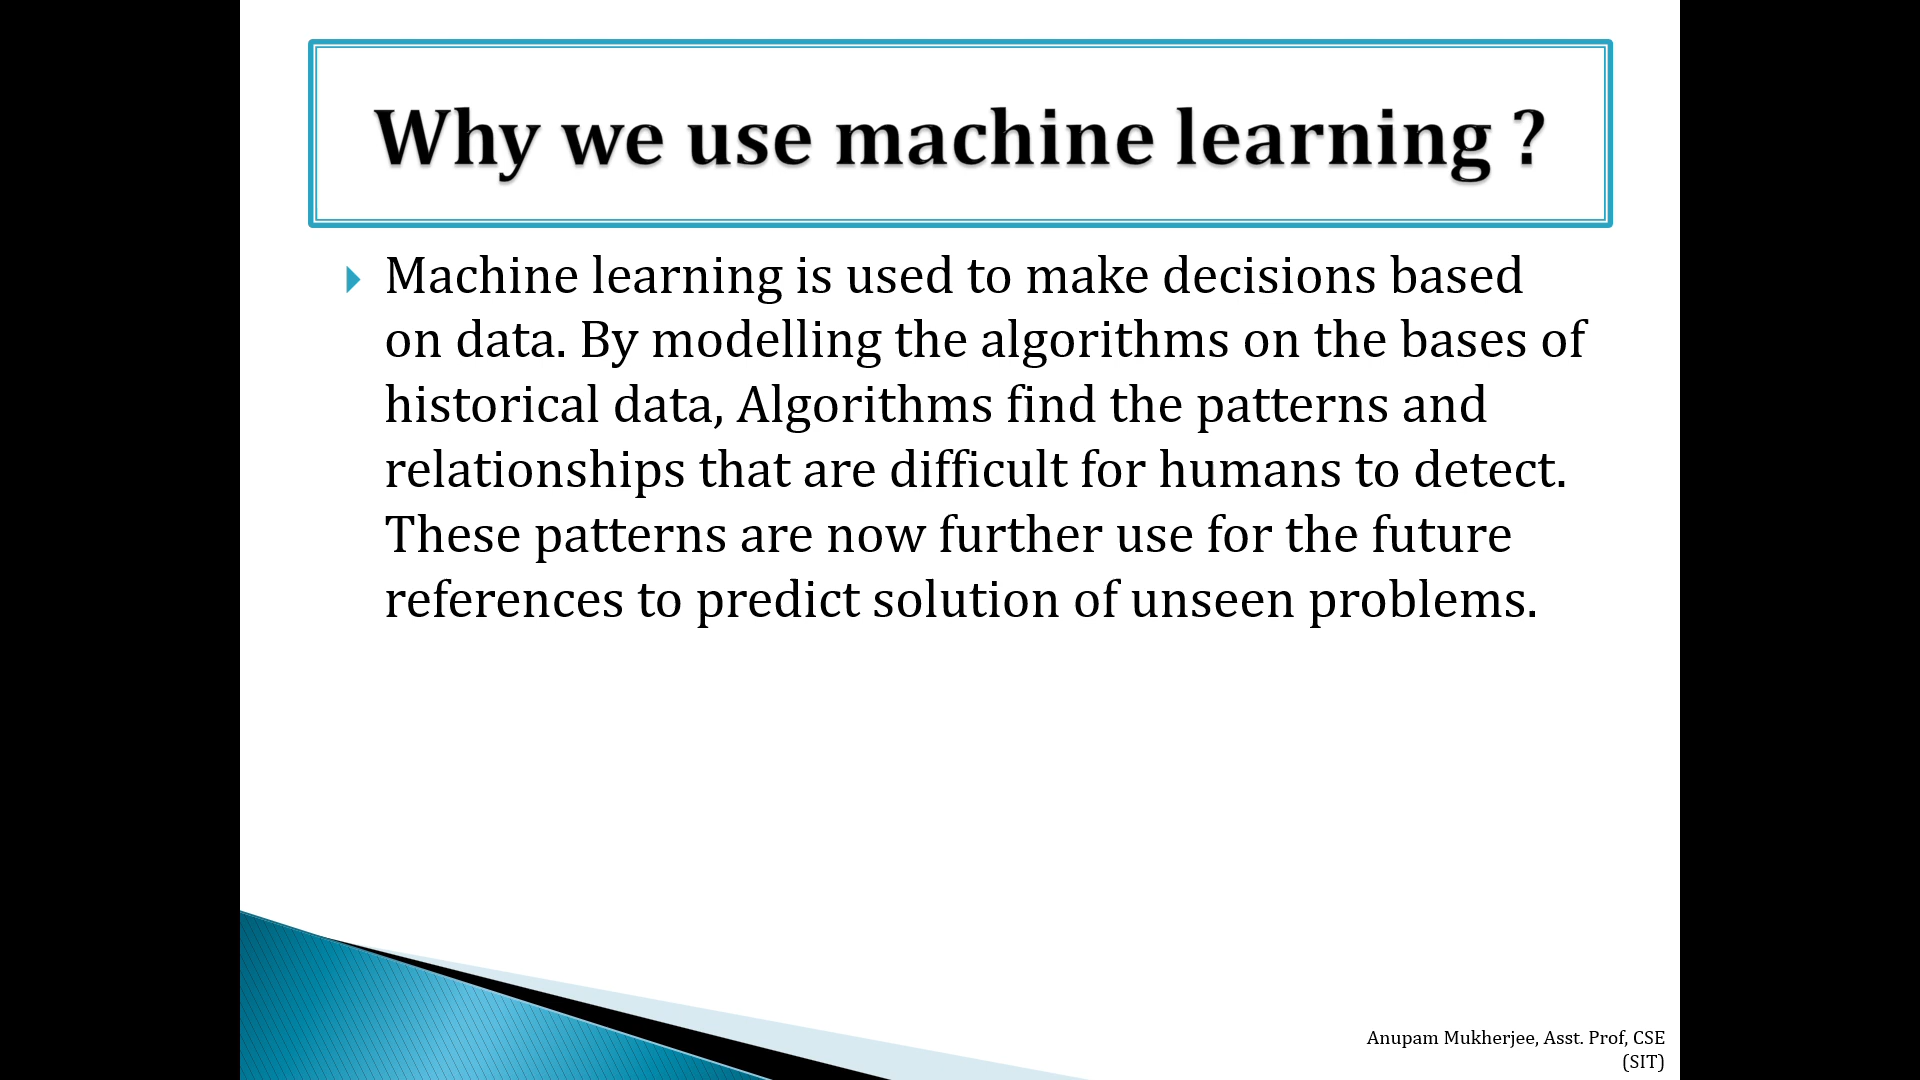 Why we use machine learning ?
Machine learning is used to make decisions based
on data. By modelling the algorithms on the bases of
historical data, Algorithms find the patterns and
relationships that are difficult for humans to detect.
These patterns are now further use for the future
references to predict solution of unseen problems.
Anupam Mukherjee, Asst. Prof, CSE
(SIT)